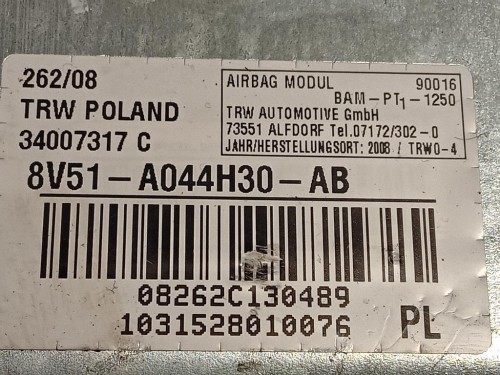 262/08
TRW POLAND
34007317 C
AIRBAG MODUL 90016
BAM-PT1-1250
TRW AUTOMOTIVE GmbH
73551 ALFDORF Tel.07172/302-0
JAHR/HERSTELLUNGSORT: 2008 / TRWO-4
8V51-A044H30-AB
08262C130489
1031528010076 PL